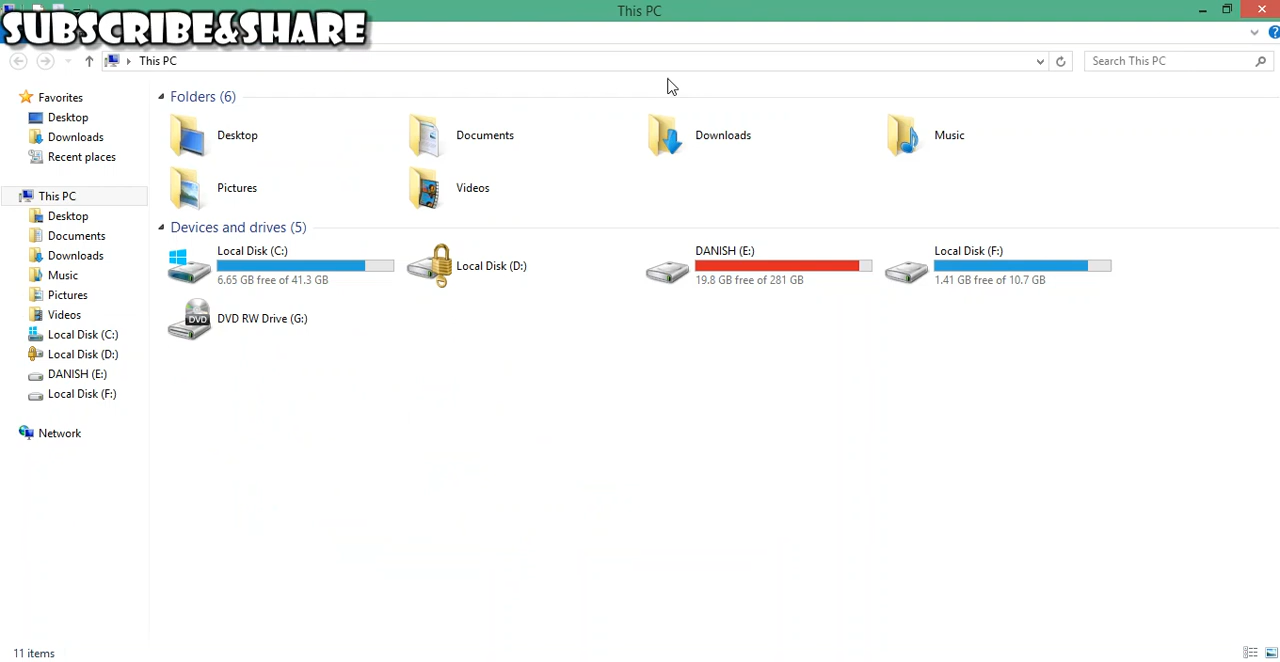 This PC
SUBSCRIBE&SHARE
This PC
Search This PC
Favorites
Desktop
Downloads
Recent places
This PC
Desktop
Documents
Downloads
Music
Pictures
Videos
Local Disk (C:)
Local Disk (D:)
DANISH (E:)
Local Disk (F:)
Network
Folders (6)
Desktop
Documents
Downloads
Music
Pictures
Videos
Devices and drives (5)
Local Disk (C:)
6.65 GB free of 41.3 GB
Local Disk (D:)
DANISH (E:)
19.8 GB free of 281 GB
Local Disk (F:)
1.41 GB free of 10.7 GB
DVD
DVD RW Drive (G:)
11 items